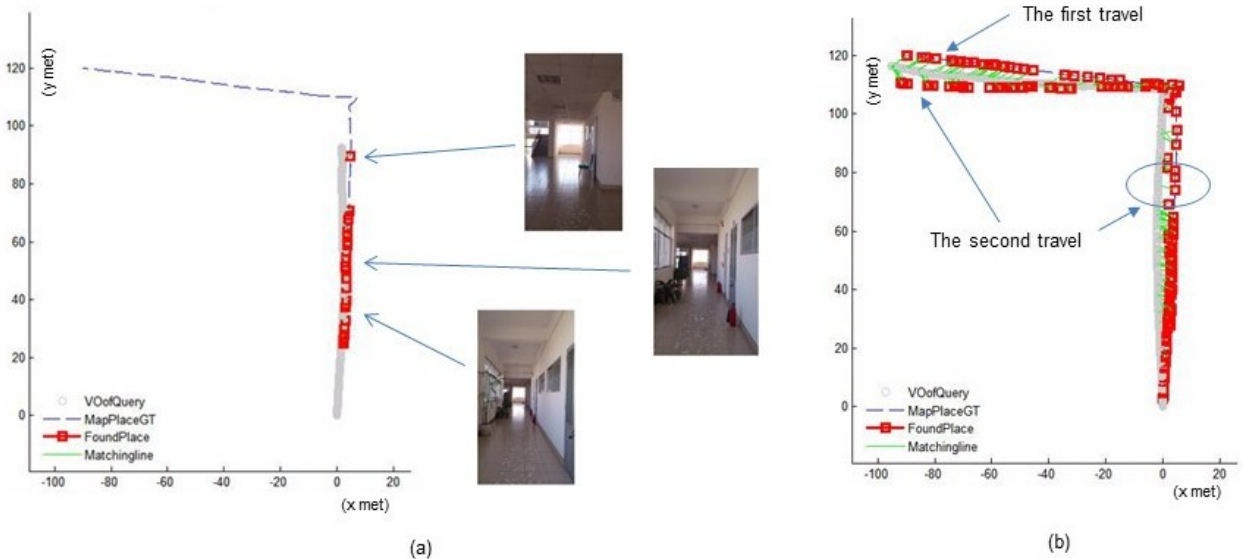 120
(y met)
100
80
60
40
20
0
VOofQuery
MapPlaceGT
FoundPlace
Matchingline
-100
-80
-60
-40
-20
0
20
(x met)
(a)
The first travel
120
(y met)
100
80
60
40
20
0
The second travel
VOofQuery
MapPlaceGT
FoundPlace
Matchingline
-100
-80
-60
-40
-20
0
20
(x met)
(b)